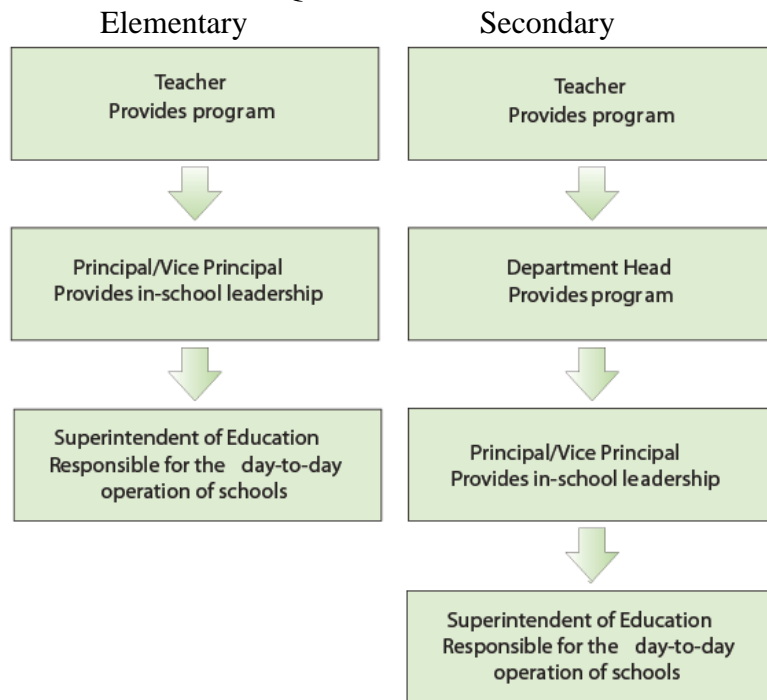 Elementary
Secondary
Teacher
Provides program
Teacher
Provides program
Principal/Vice Principal
Provides in-school leadership
Department Head
Provides program
Superintendent of Education
Responsible for the day-to-day
operation of schools
Principal/Vice Principal
Provides in-school leadership
Superintendent of Education
Responsible for the day-to-day
operation of schools